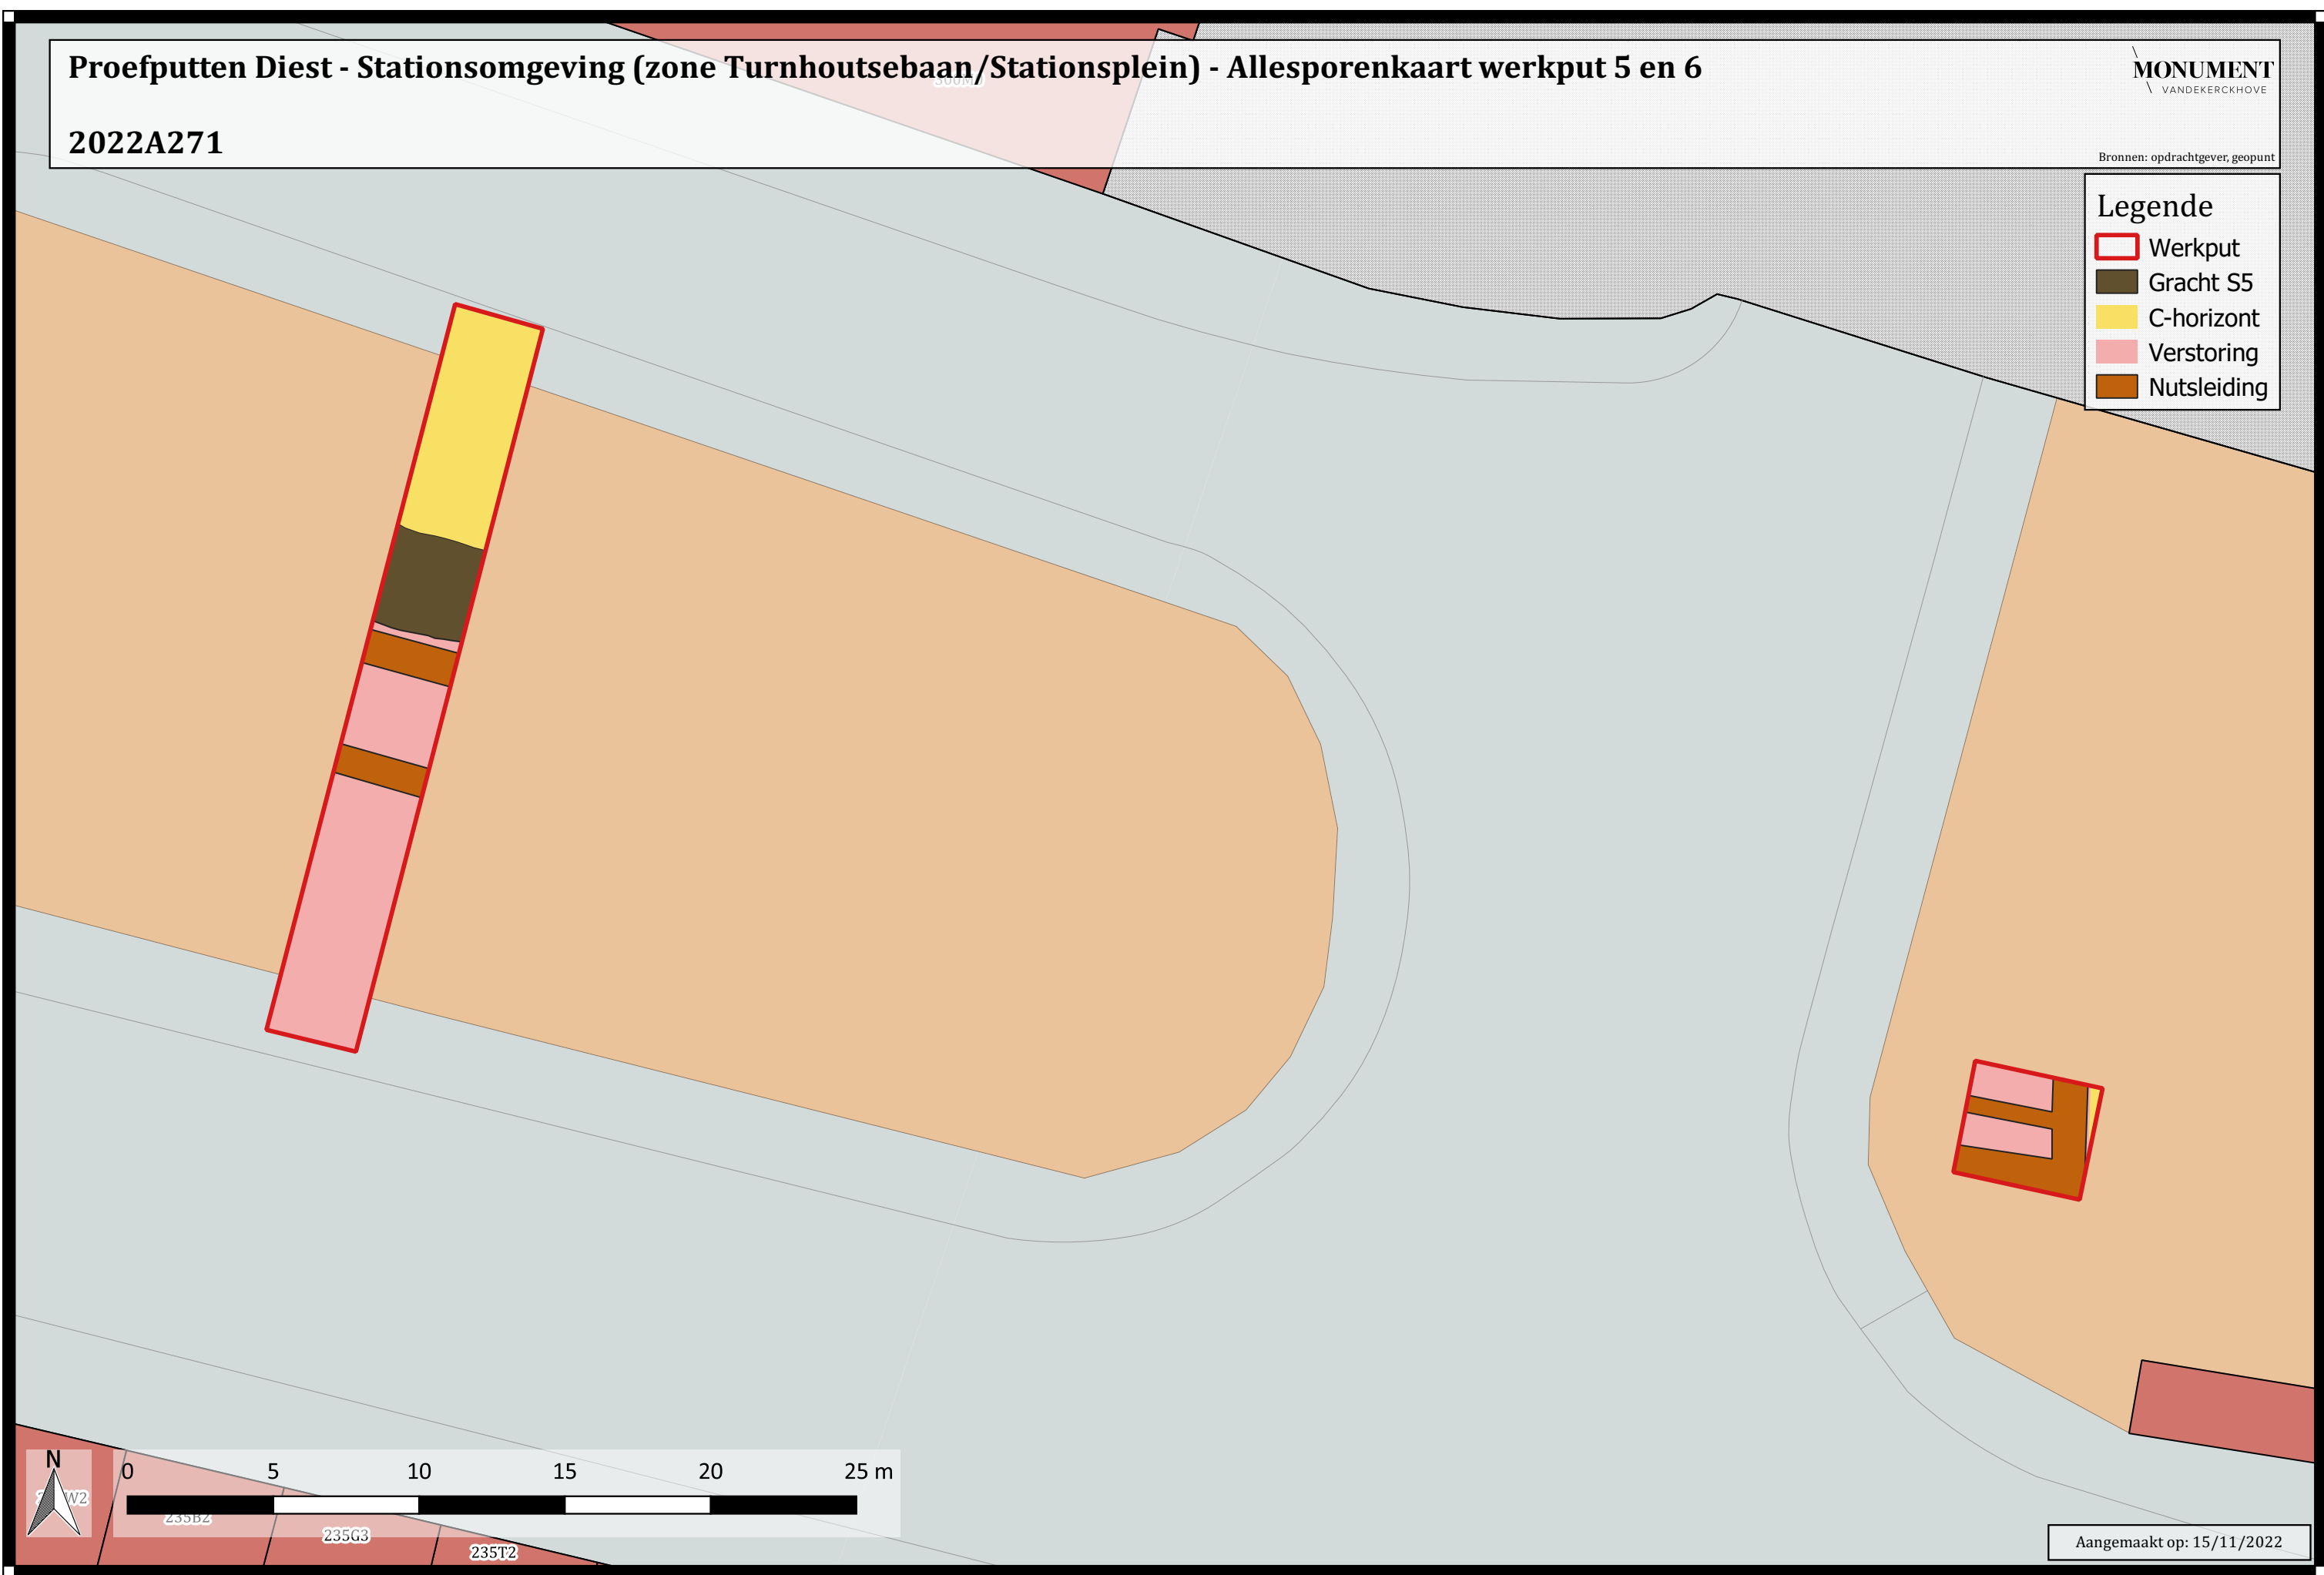 Proefputten Diest - Stationsomgeving (zone Turnhoutsebaan/Stationsplein) - Allesporenkaart werkput 5 en 6
MONUMENT
VANDEKERCKHOVE
2022A271
Bronnen: opdrachtgever, geopunt
Legende
Werkput
Gracht S5
C-horizont
Verstoring
Nutsleiding
N
0 5 10 15 20 25 m
235B2
235G3
235T2
Aangemaakt op: 15/11/2022